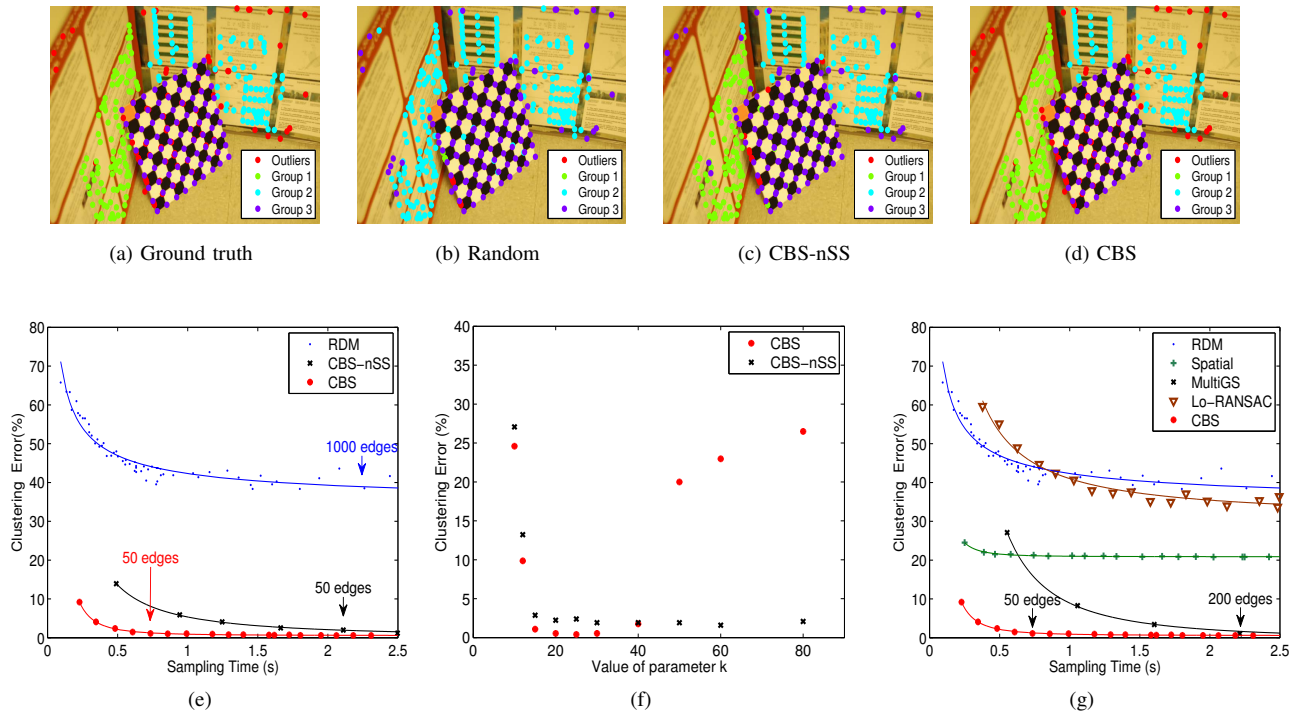 Outliers
Group 1
Group 2
Group 3
Outliers
Group 1
Group 2
Group 3
Outliers
Group 1
Group 2
Group 3
Outliers
Group 1
Group 2
Group 3
(a) Ground truth
(b) Random
(c) CBS-nSS
(d) CBS
80
70
60
50
40
30
20
10
0
Clustering Error(%)
RDM
CBS-nSS
CBS
1000 edges
50 edges
50 edges
0
0.5
1
1.5
2
2.5
Sampling Time (s)
(e)
40
35
30
25
20
15
10
5
0
Clustering Error (%)
CBS
CBS-nSS
0
20
40
60
80
Value of parameter k
(f)
80
70
60
50
40
30
20
10
0
Clustering Error(%)
RDM
Spatial
MultiGS
Lo-RANSAC
CBS
50 edges
200 edges
0
0.5
1
1.5
2
2.5
Sampling Time (s)
(g)